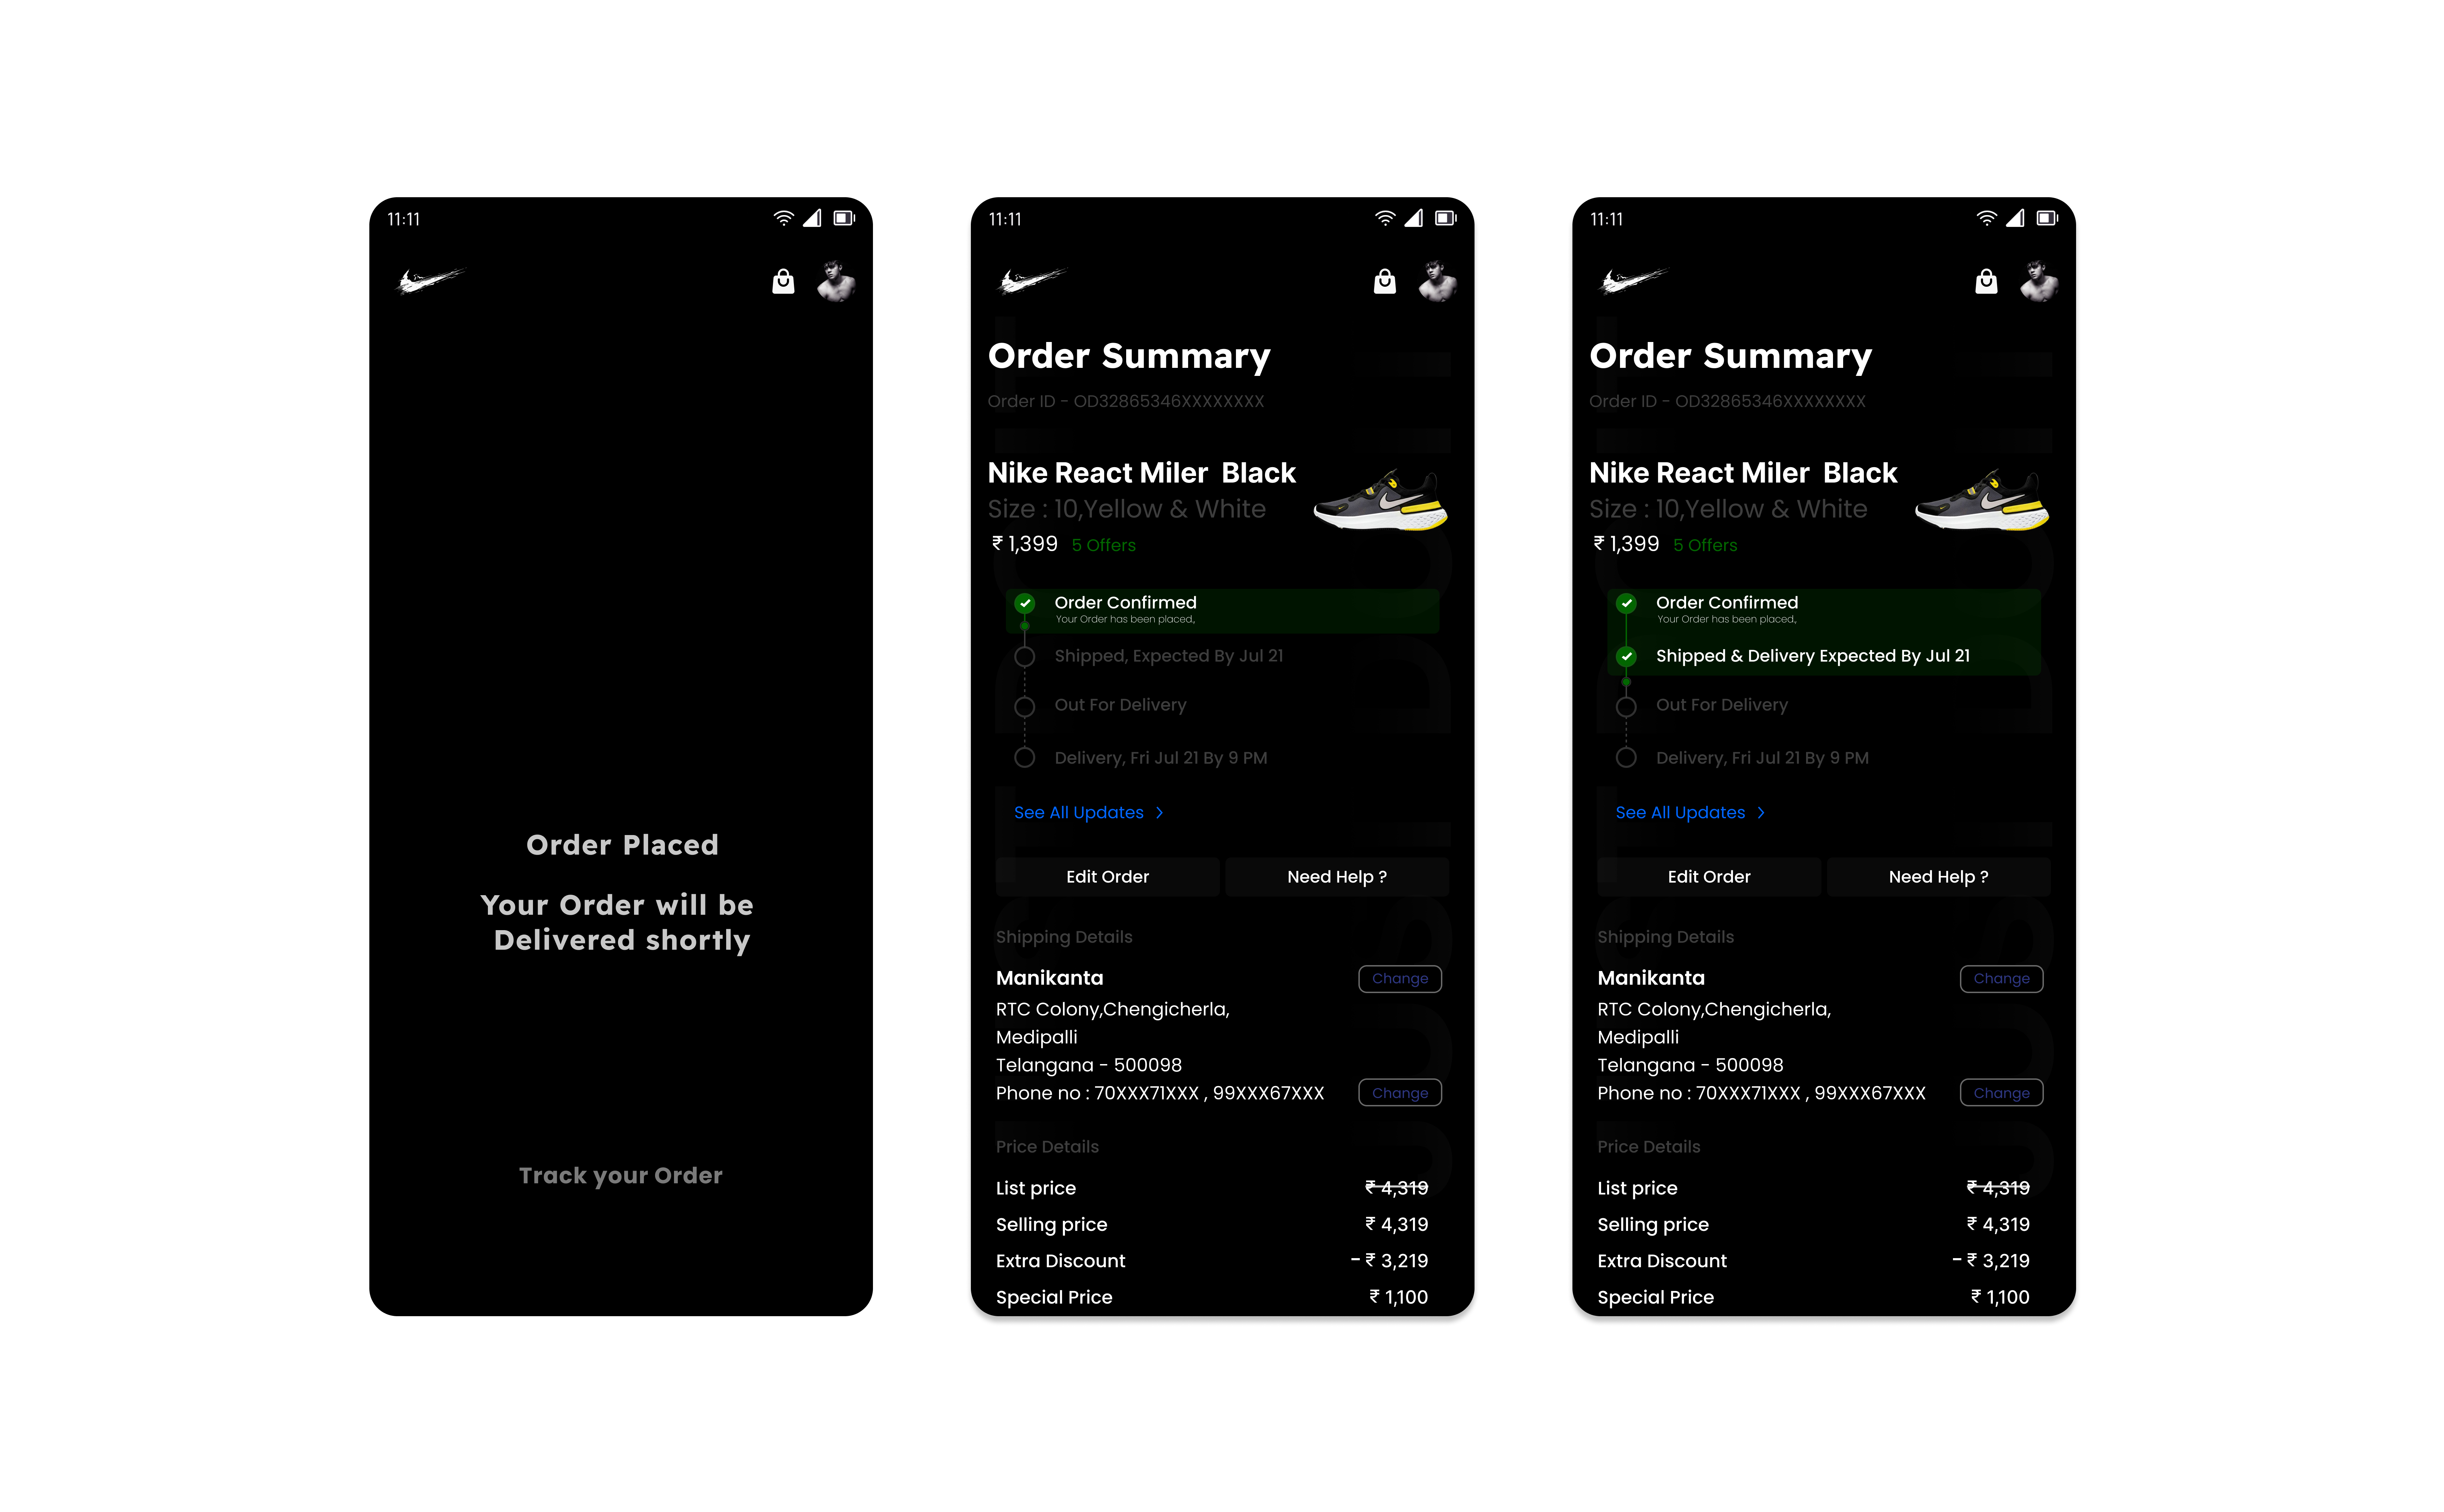 11:11
Order Placed
Your Order will be
Delivered shortly
Track your Order
11:11
Order Summary
Order ID - OD32865346XXXXXXXX
Nike React Miler Black
Size : 10,Yellow & White
₹ 1,399 5 Offers
Order Confirmed
Your Order has been placed,
Shipped, Expected By Jul 21
Out For Delivery
Delivery, Fri Jul 21 By 9 PM
See All Updates
Edit Order Need Help ?
Shipping Details
Manikanta Change
RTC Colony,Chengicherla,
Medipalli
Telangana - 500098
Phone no : 70XXX71XXX , 99XXX67XXX Change
Price Details
List price ₹ 4,319
Selling price ₹ 4,319
Extra Discount - ₹ 3,219
Special Price ₹ 1,100
11:11
Order Summary
Order ID - OD32865346XXXXXXXX
Nike React Miler Black
Size : 10,Yellow & White
₹ 1,399 5 Offers
Order Confirmed
Your Order has been placed,
Shipped & Delivery Expected By Jul 21
Out For Delivery
Delivery, Fri Jul 21 By 9 PM
See All Updates
Edit Order Need Help ?
Shipping Details
Manikanta Change
RTC Colony,Chengicherla,
Medipalli
Telangana - 500098
Phone no : 70XXX71XXX , 99XXX67XXX Change
Price Details
List price ₹ 4,319
Selling price ₹ 4,319
Extra Discount - ₹ 3,219
Special Price ₹ 1,100